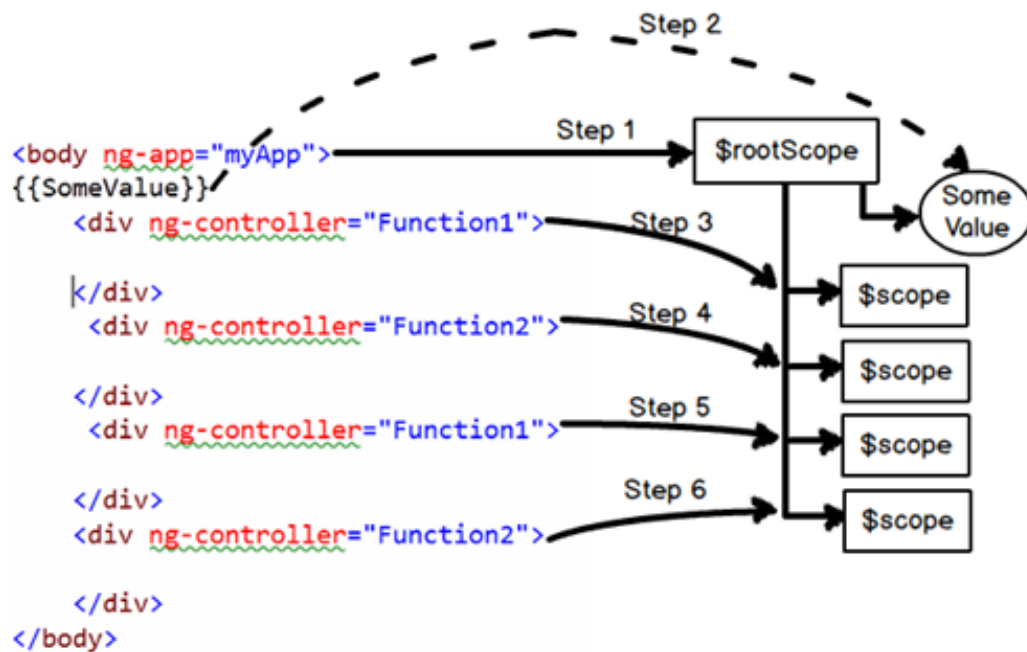 Step 2
Step 1
<body ng-app="myApp">
$rootScope
{{SomeValue}}
Some
Value
<div ng-controller="Function1">
Step 3
</div>
$scope
<div ng-controller="Function2">
Step 4
$scope
</div>
<div ng-controller="Function1">
Step 5
$scope
</div>
Step 6
<div ng-controller="Function2">
$scope
</div>
</body>